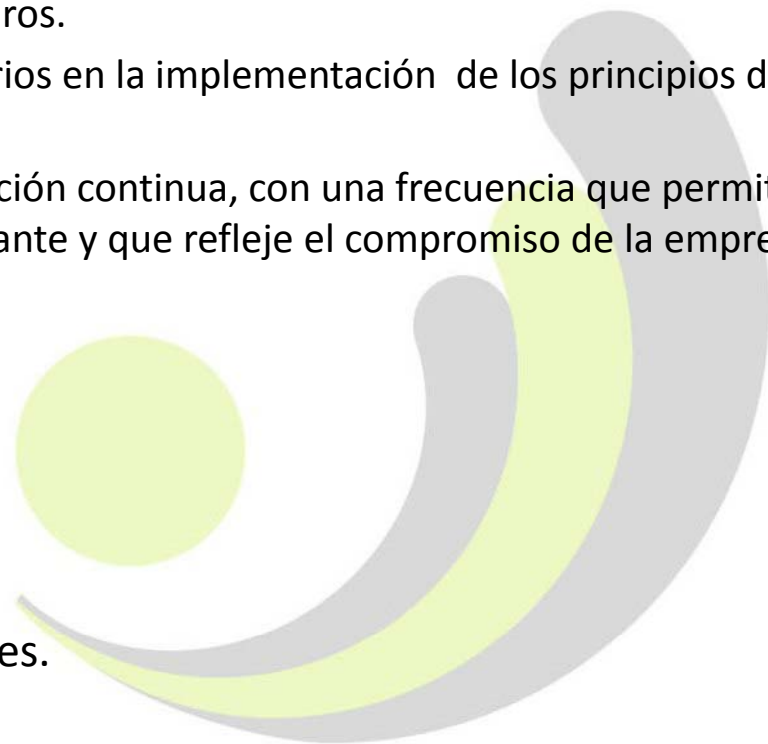 ros.
rios en la implementación de los principios d
ción continua, con una frecuencia que permit
ante y que refleje el compromiso de la empre
es.